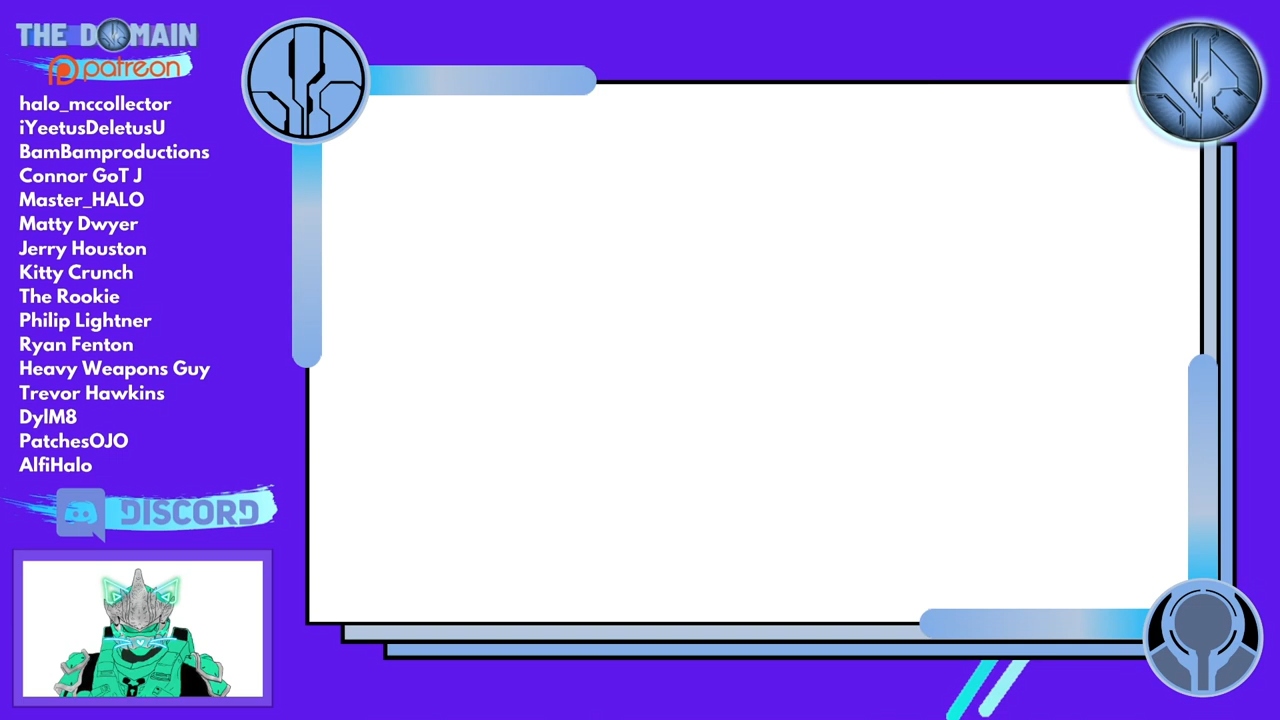 THE DOMAIN
patreon
halo_mccollector
iYeetusDeletusU
BamBamproductions
Connor GoT J
Master_HALO
Matty Dwyer
Jerry Houston
Kitty Crunch
The Rookie
Philip Lightner
Ryan Fenton
Heavy Weapons Guy
Trevor Hawkins
DylM8
PatchesOJO
AlfiHalo
DISCORD